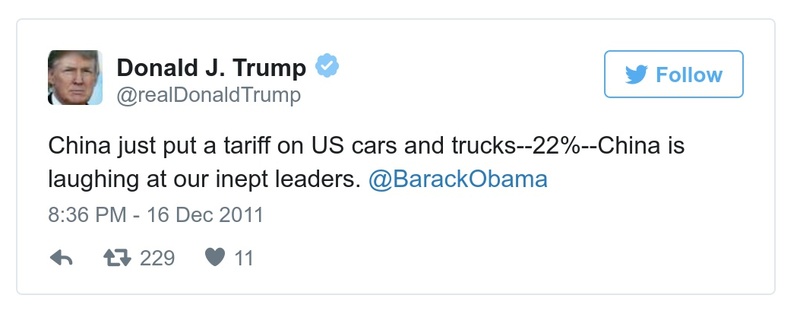 Donald J. Trump
Follow
@realDonaldTrump
China just put a tariff on US cars and trucks--22%--China is
laughing at our inept leaders. @BarackObama
8:36 PM - 16 Dec 2011
229 11